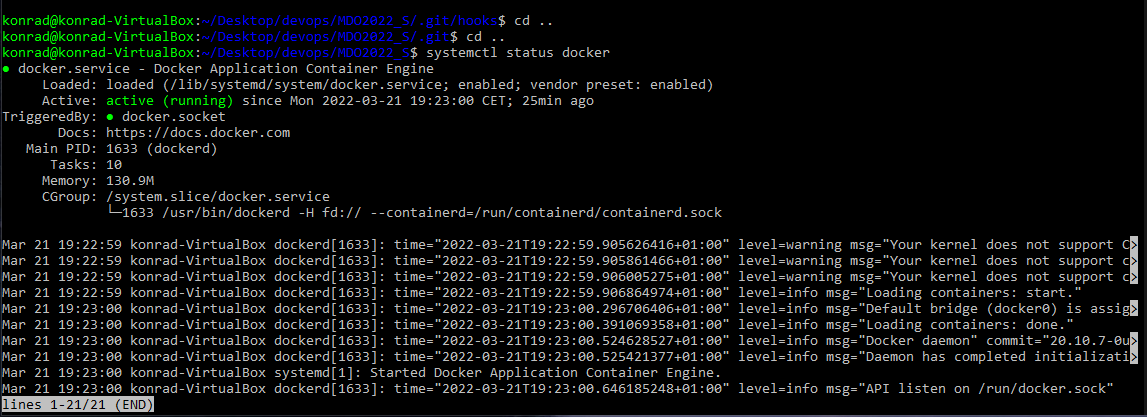 konrad@konrad-VirtualBox:~/Desktop/devops/MDO2022_S/.git/hooks$ cd ..
konrad@konrad-VirtualBox:~/Desktop/devops/MDO2022_S/.git$ cd ..
konrad@konrad-VirtualBox:~/Desktop/devops/MDO2022_S$ systemctl status docker
● docker.service - Docker Application Container Engine
     Loaded: loaded (/lib/systemd/system/docker.service; enabled; vendor preset: enabled)
     Active: active (running) since Mon 2022-03-21 19:23:00 CET; 25min ago
TriggeredBy: ● docker.socket
       Docs: https://docs.docker.com
   Main PID: 1633 (dockerd)
      Tasks: 10
     Memory: 130.9M
     CGroup: /system.slice/docker.service
             └─1633 /usr/bin/dockerd -H fd:// --containerd=/run/containerd/containerd.sock
Mar 21 19:22:59 konrad-VirtualBox dockerd[1633]: time="2022-03-21T19:22:59.905626416+01:00" level=warning msg="Your kernel does not support C>
Mar 21 19:22:59 konrad-VirtualBox dockerd[1633]: time="2022-03-21T19:22:59.905861466+01:00" level=warning msg="Your kernel does not support c>
Mar 21 19:22:59 konrad-VirtualBox dockerd[1633]: time="2022-03-21T19:22:59.906005275+01:00" level=warning msg="Your kernel does not support c>
Mar 21 19:22:59 konrad-VirtualBox dockerd[1633]: time="2022-03-21T19:22:59.906864974+01:00" level=info msg="Loading containers: start."
Mar 21 19:23:00 konrad-VirtualBox dockerd[1633]: time="2022-03-21T19:23:00.296706406+01:00" level=info msg="Default bridge (docker0) is assig>
Mar 21 19:23:00 konrad-VirtualBox dockerd[1633]: time="2022-03-21T19:23:00.391069358+01:00" level=info msg="Loading containers: done."
Mar 21 19:23:00 konrad-VirtualBox dockerd[1633]: time="2022-03-21T19:23:00.524628527+01:00" level=info msg="Docker daemon" commit="20.10.7-0u>
Mar 21 19:23:00 konrad-VirtualBox dockerd[1633]: time="2022-03-21T19:23:00.525421377+01:00" level=info msg="Daemon has completed initializati>
Mar 21 19:23:00 konrad-VirtualBox systemd[1]: Started Docker Application Container Engine.
Mar 21 19:23:00 konrad-VirtualBox dockerd[1633]: time="2022-03-21T19:23:00.646185248+01:00" level=info msg="API listen on /run/docker.sock"
lines 1-21/21 (END)